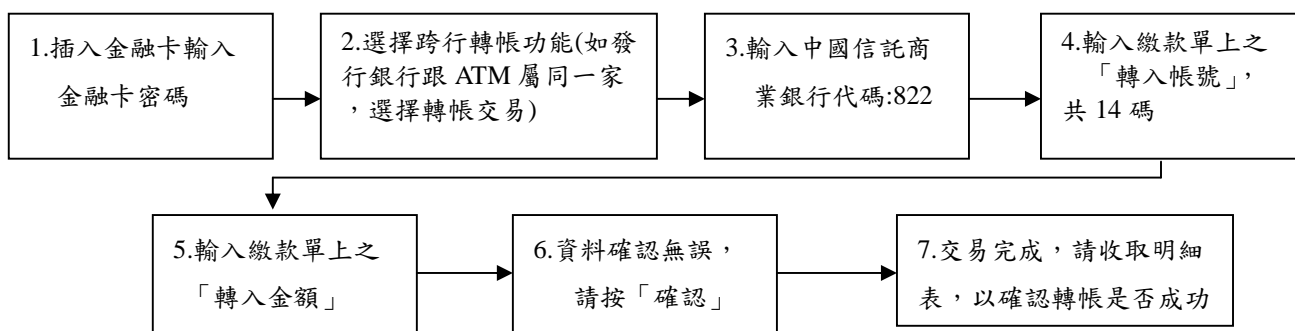 1.插入金融卡輸入
金融卡密碼
2.選擇跨行轉帳功能(如發
行銀行跟 ATM 屬同一家
，選擇轉帳交易)
3.輸入中國信託商
業銀行代碼:822
4.輸入繳款單上之
「轉入帳號」，
共 14 碼
5.輸入繳款單上之
「轉入金額」
6.資料確認無誤，
請按「確認」
7.交易完成，請收取明細
表，以確認轉帳是否成功